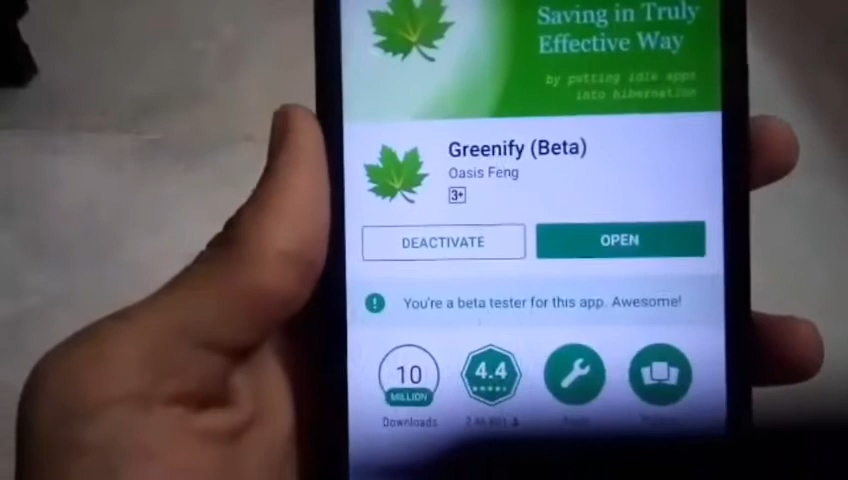 Saving in Truly
Effective Way
by putting idle apps
into hibernation
Greenify (Beta)
Oasis Feng
3+
DEACTIVATE
OPEN
You're a beta tester for this app. Awesome!
10
MILLION
4.4
Downloads